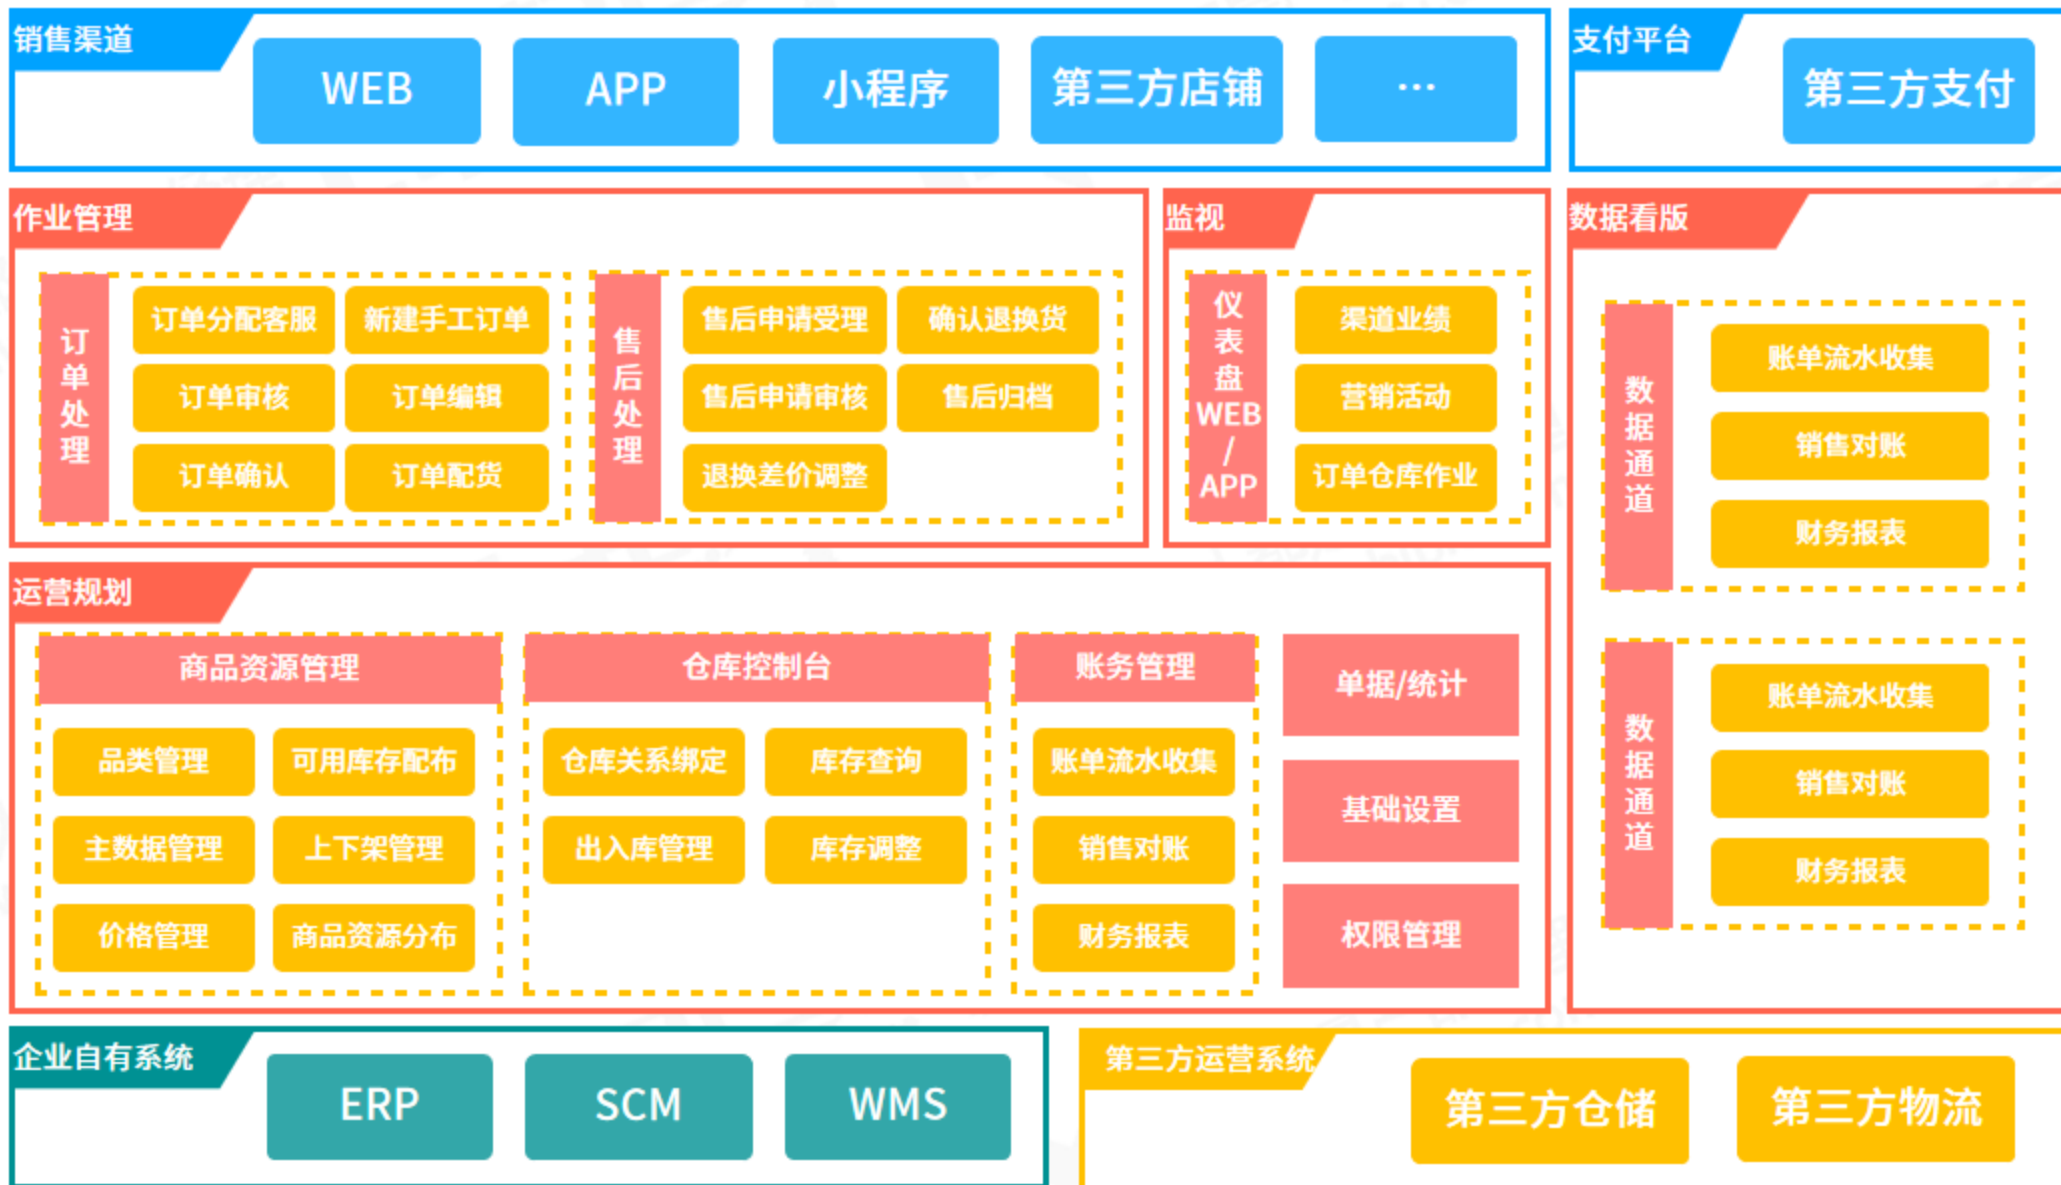 销售渠道
WEB
APP
小程序
第三方店铺
...
支付平台
第三方支付
作业管理
订单处理
订单分配客服
新建手工订单
订单审核
订单编辑
订单确认
订单配货
售后处理
售后申请受理
确认退换货
售后申请审核
售后归档
退换差价调整
监视
仪表盘WEB/APP
渠道业绩
营销活动
订单仓库作业
数据看版
数据通道
账单流水收集
销售对账
财务报表
数据通道
账单流水收集
销售对账
财务报表
运营规划
商品资源管理
品类管理
可用库存配布
主数据管理
上下架管理
价格管理
商品资源分布
仓库控制台
仓库关系绑定
库存查询
出入库管理
库存调整
账务管理
账单流水收集
销售对账
财务报表
单据/统计
基础设置
权限管理
企业自有系统
ERP
SCM
WMS
第三方运营系统
第三方仓储
第三方物流